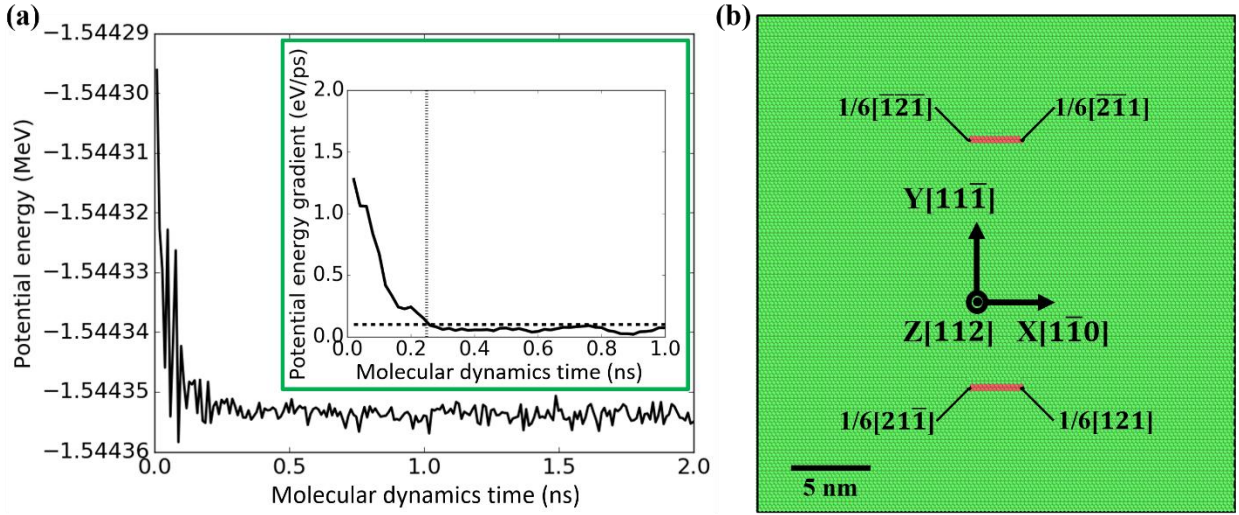 (a)
−1.54429
−1.54430
−1.54431
−1.54432
−1.54433
−1.54434
−1.54435
−1.54436
Potential energy (MeV)
0.0 0.5 1.0 1.5 2.0
Molecular dynamics time (ns)
2.0
1.5
1.0
0.5
0.0
Potential energy gradient (eV/ps)
0.0 0.2 0.4 0.6 0.8 1.0
Molecular dynamics time (ns)
(b)
1/6[1̅2̅1̅] 1/6[2̅1̅1]
Y[111̅]
Z[112] X[11̅0]
1/6[211̅] 1/6[121]
5 nm